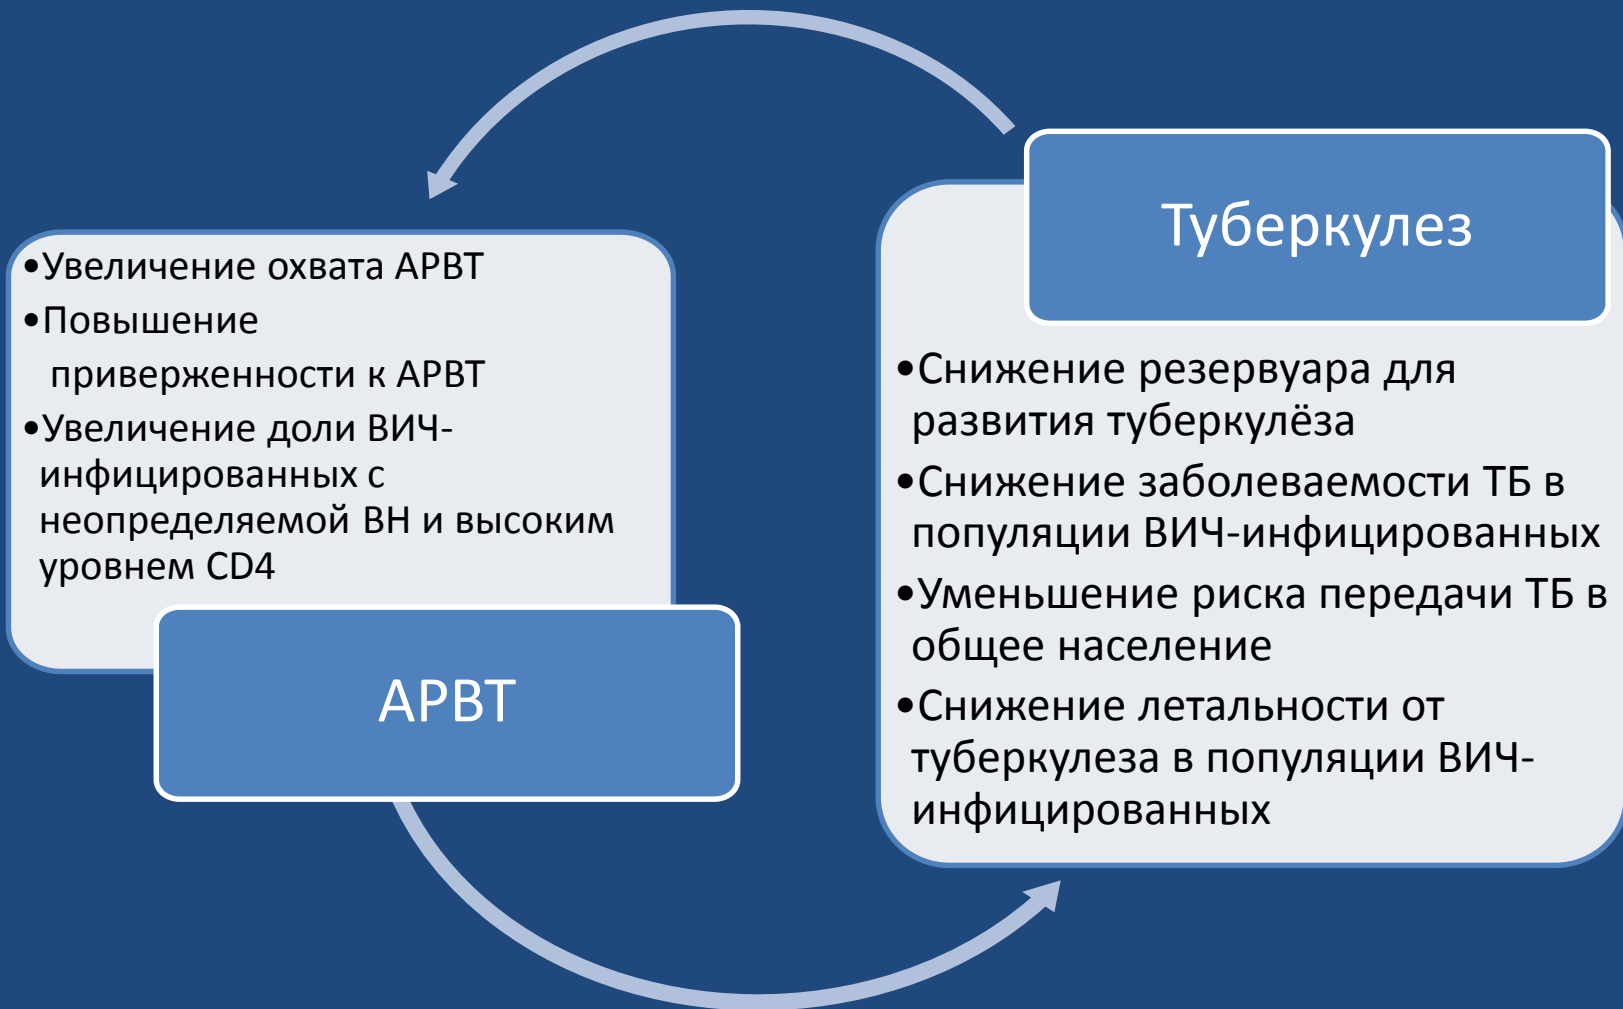 •Увеличение охвата АРВТ
•Повышение
приверженности к АРВТ
•Увеличение доли ВИЧ-
инфицированных с
неопределяемой ВН и высоким
уровнем CD4
АРВТ
Туберкулез
•Снижение резервуара для
развития туберкулёза
•Снижение заболеваемости ТБ в
популяции ВИЧ-инфицированных
•Уменьшение риска передачи ТБ в
общее население
•Снижение летальности от
туберкулеза в популяции ВИЧ-
инфицированных